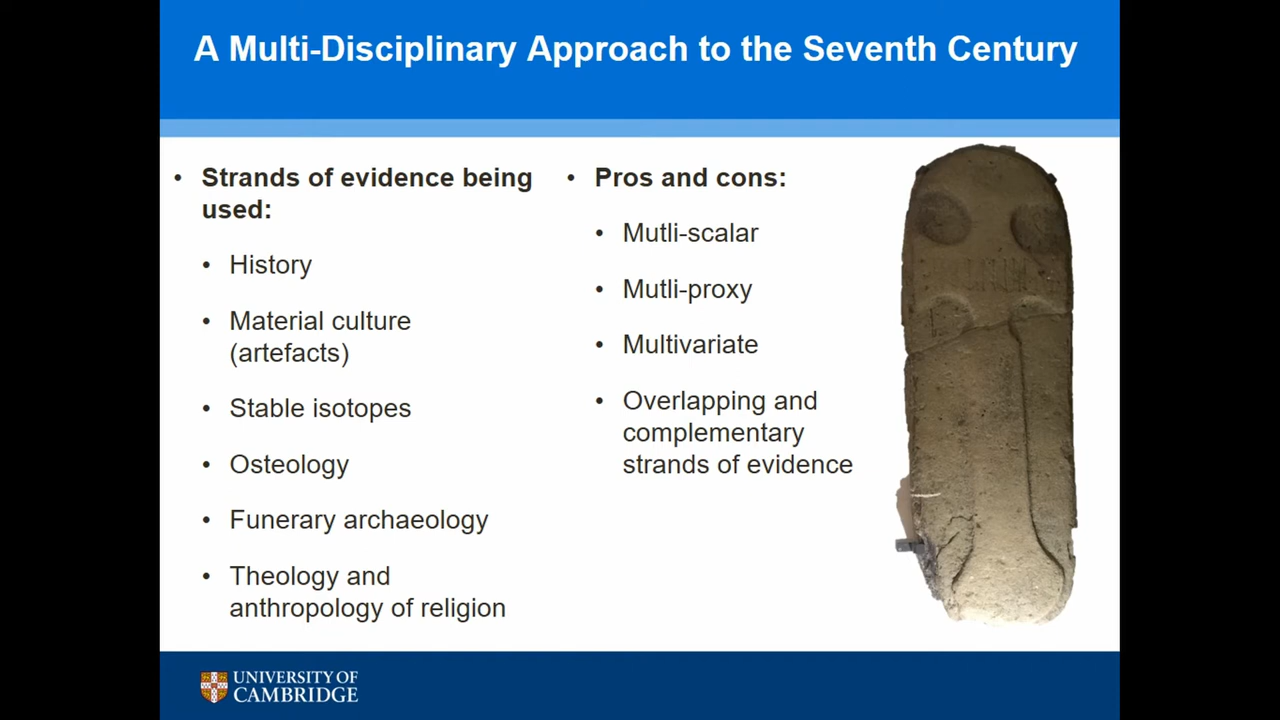 A Multi-Disciplinary Approach to the Seventh Century
• Strands of evidence being
used:
• History
• Material culture
(artefacts)
• Stable isotopes
• Osteology
• Funerary archaeology
• Theology and
anthropology of religion
• Pros and cons:
• Mutli-scalar
• Mutli-proxy
• Multivariate
• Overlapping and
complementary
strands of evidence
UNIVERSITY OF
CAMBRIDGE